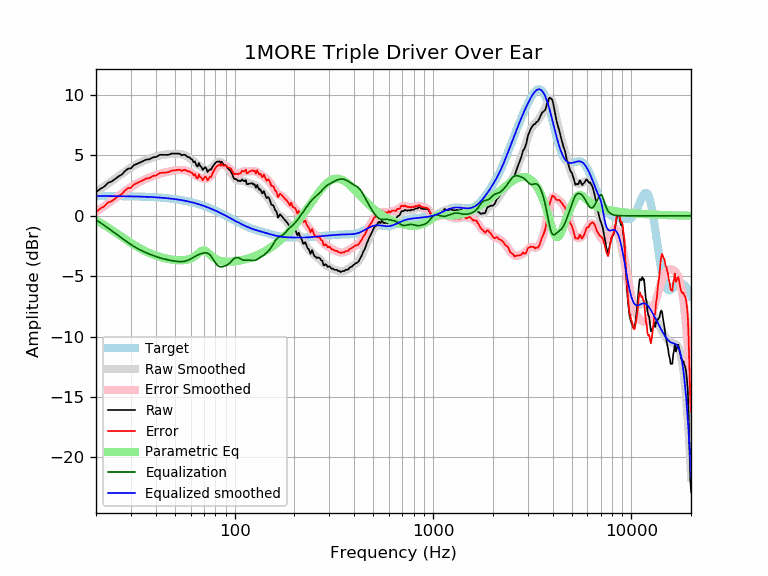 1MORE Triple Driver Over Ear
10
5
0
−5
−10
−15
−20
Amplitude (dBr)
Target
Raw Smoothed
Error Smoothed
Raw
Error
Parametric Eq
Equalization
Equalized smoothed
100 1000 10000
Frequency (Hz)